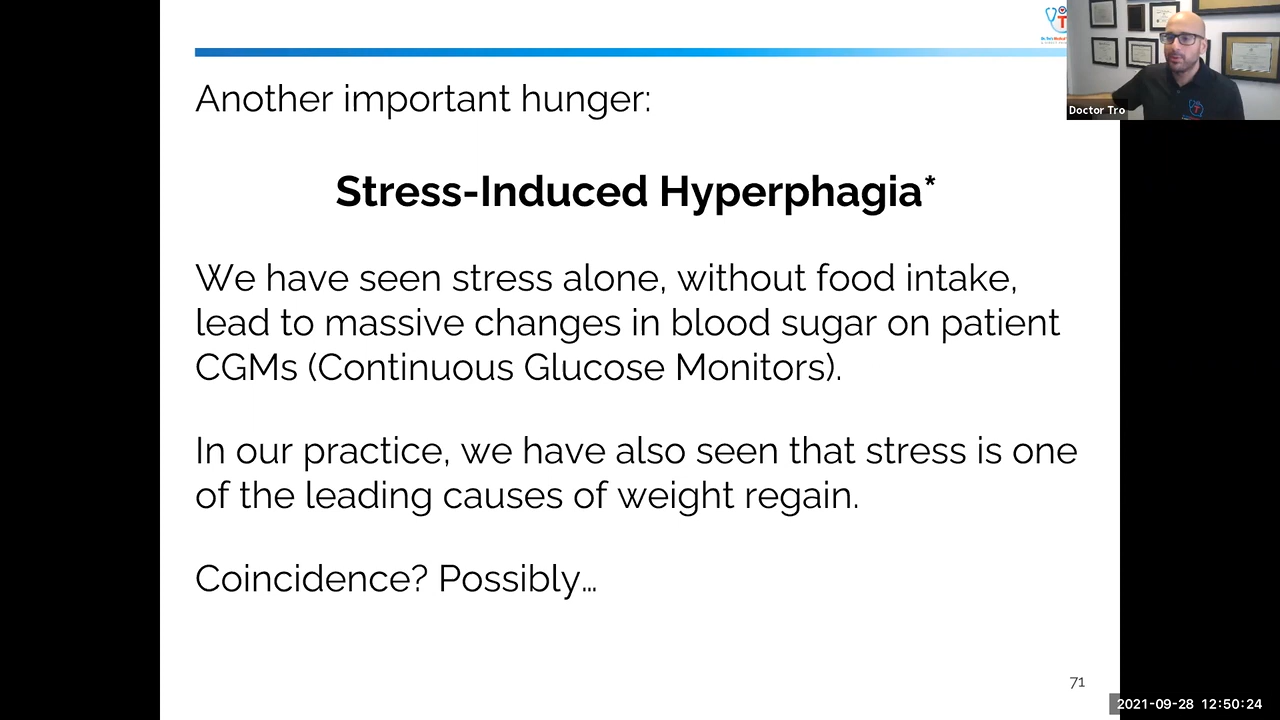 Another important hunger:
Stress-Induced Hyperphagia*
We have seen stress alone, without food intake,
lead to massive changes in blood sugar on patient
CGMs (Continuous Glucose Monitors).
In our practice, we have also seen that stress is one
of the leading causes of weight regain.
Coincidence? Possibly…
71
T
Doctor Tro
2021-09-28 12:50:24